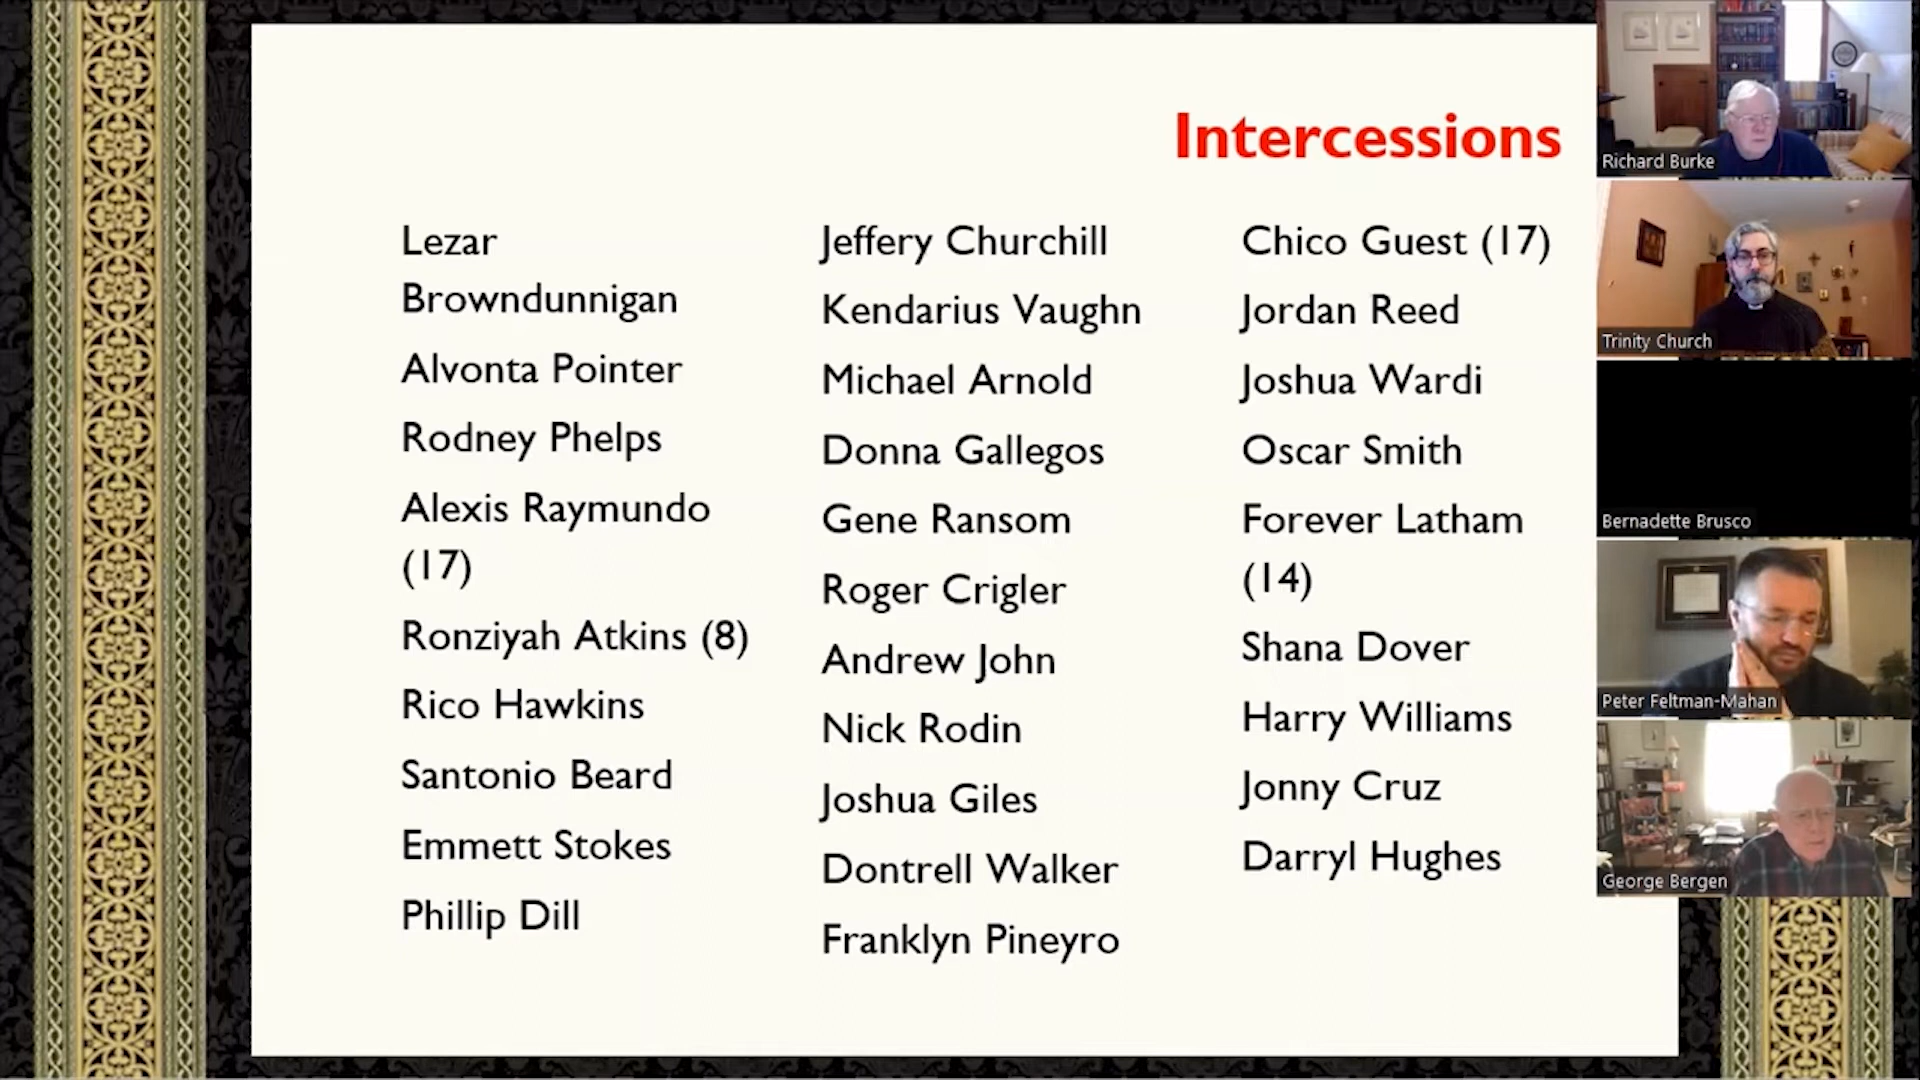 Intercessions
Lezar
Browndunnigan
Alvonta Pointer
Rodney Phelps
Alexis Raymundo
(17)
Ronziyah Atkins (8)
Rico Hawkins
Santonio Beard
Emmett Stokes
Phillip Dill
Jeffery Churchill
Kendarius Vaughn
Michael Arnold
Donna Gallegos
Gene Ransom
Roger Crigler
Andrew John
Nick Rodin
Joshua Giles
Dontrell Walker
Franklyn Pineyro
Chico Guest (17)
Jordan Reed
Joshua Wardi
Oscar Smith
Forever Latham
(14)
Shana Dover
Harry Williams
Jonny Cruz
Darryl Hughes
Richard Burke
Trinity Church
Bernadette Brusco
Peter Feltman-Mahan
George Bergen